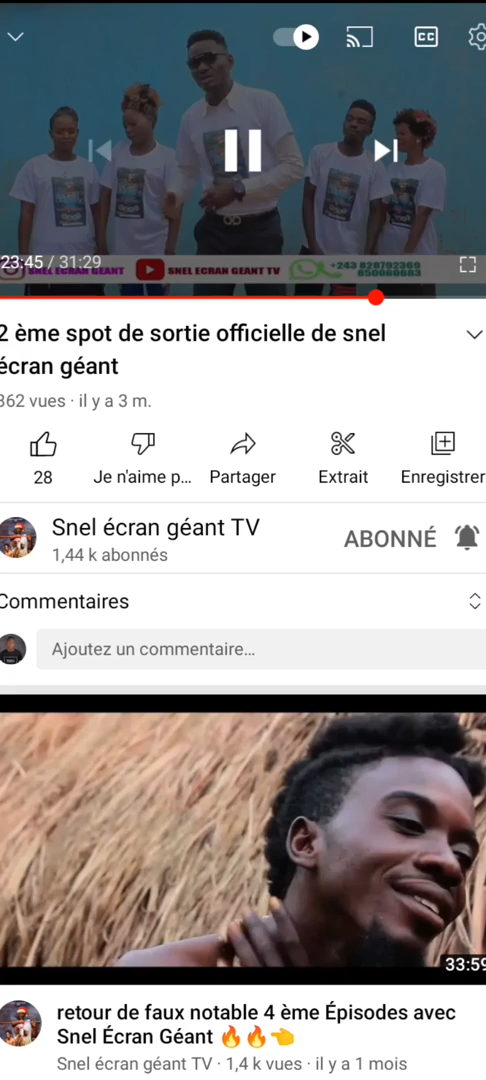 CC
23:45 / 31:29
SNEL ECRAN GEANT
SNEL ECRAN GEANT TV
+243 820702369
850060883
2 ème spot de sortie officielle de snel
écran géant
362 vues · il y a 3 m.
28
Je n'aime p...
Partager
Extrait
Enregistrer
Snel écran géant TV
1,44 k abonnés
ABONNÉ
Commentaires
Ajoutez un commentaire...
33:59
retour de faux notable 4 ème Épisodes avec
Snel Écran Géant 🔥🔥👈
Snel écran géant TV · 1,4 k vues · il y a 1 mois